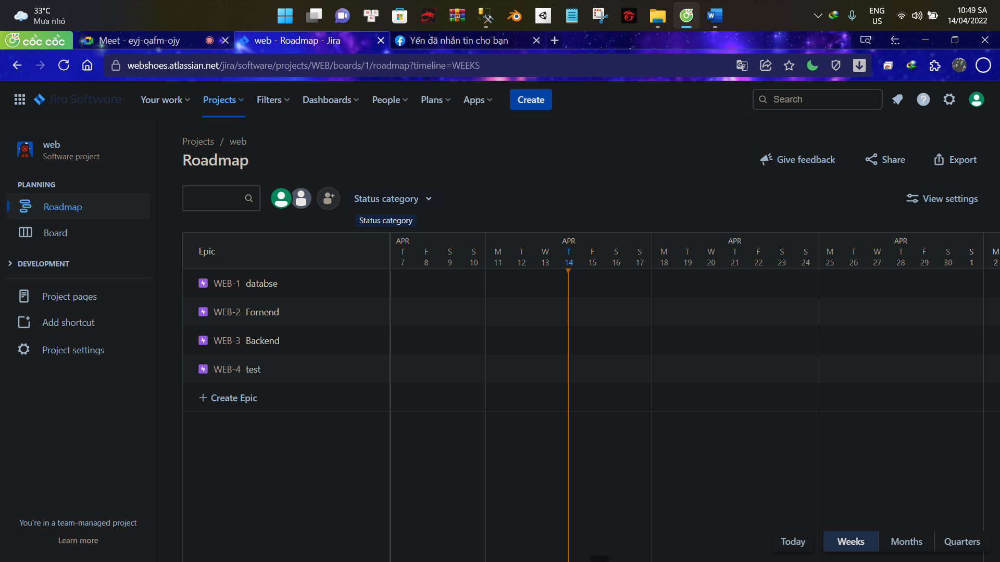 33°C
Mưa nhỏ
ENG
US
10:49 SA
14/04/2022
cốc cốc
Meet - eyj-oafm-ojy
web - Roadmap - Jira
Yến đã nhắn tin cho bạn
webshoes.atlassian.net/jira/software/projects/WEB/boards/1/roadmap?timeline=WEEKS
Jira Software
Your work
Projects
Filters
Dashboards
People
Plans
Apps
Create
Search
web
Software project
Projects / web
Roadmap
Give feedback
Share
Export
PLANNING
Roadmap
Board
DEVELOPMENT
Project pages
Add shortcut
Project settings
Status category
View settings
Status category
Epic
APR APR APR APR
T F S S M T W T F S S M T W T F S S M T W T F S S M
7 8 9 10 11 12 13 14 15 16 17 18 19 20 21 22 23 24 25 26 27 28 29 30 1 2
WEB-1 databse
WEB-2 Fornend
WEB-3 Backend
WEB-4 test
+ Create Epic
You're in a team-managed project
Learn more
Today
Weeks
Months
Quarters